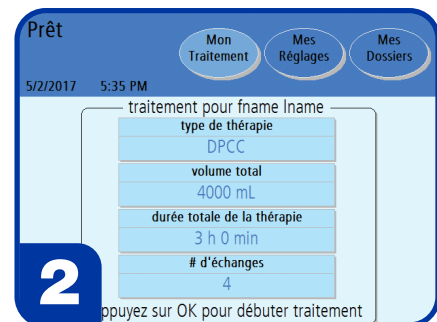 Prêt
Mon
Traitement
Mes
Réglages
Mes
Dossiers
5/2/2017 5:35 PM
traitement pour fname lname
type de thérapie
DPCC
volume total
4000 mL
durée totale de la thérapie
3 h 0 min
# d'échanges
4
2
ppuyez sur OK pour débuter traitement